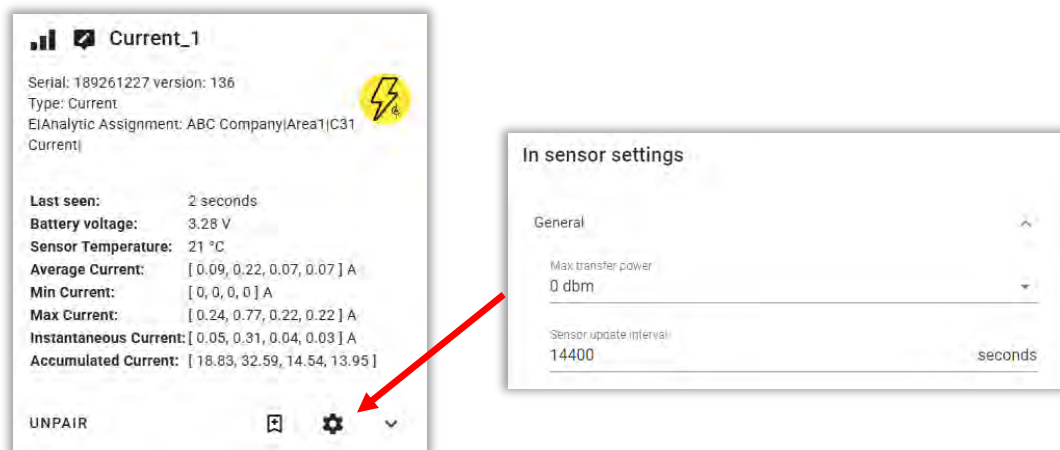 Current_1
Serial: 189261227 version: 136
Type: Current
E|Analytic Assignment: ABC Company|Area1|C31
Current|
Last seen: 2 seconds
Battery voltage: 3.28 V
Sensor Temperature: 21 °C
Average Current: [ 0.09, 0.22, 0.07, 0.07 ] A
Min Current: [ 0, 0, 0, 0 ] A
Max Current: [ 0.24, 0.77, 0.22, 0.22 ] A
Instantaneous Current: [ 0.05, 0.31, 0.04, 0.03 ] A
Accumulated Current: [ 18.83, 32.59, 14.54, 13.95 ]
UNPAIR
In sensor settings
General
Max transfer power
0 dbm
Sensor update interval
14400 seconds